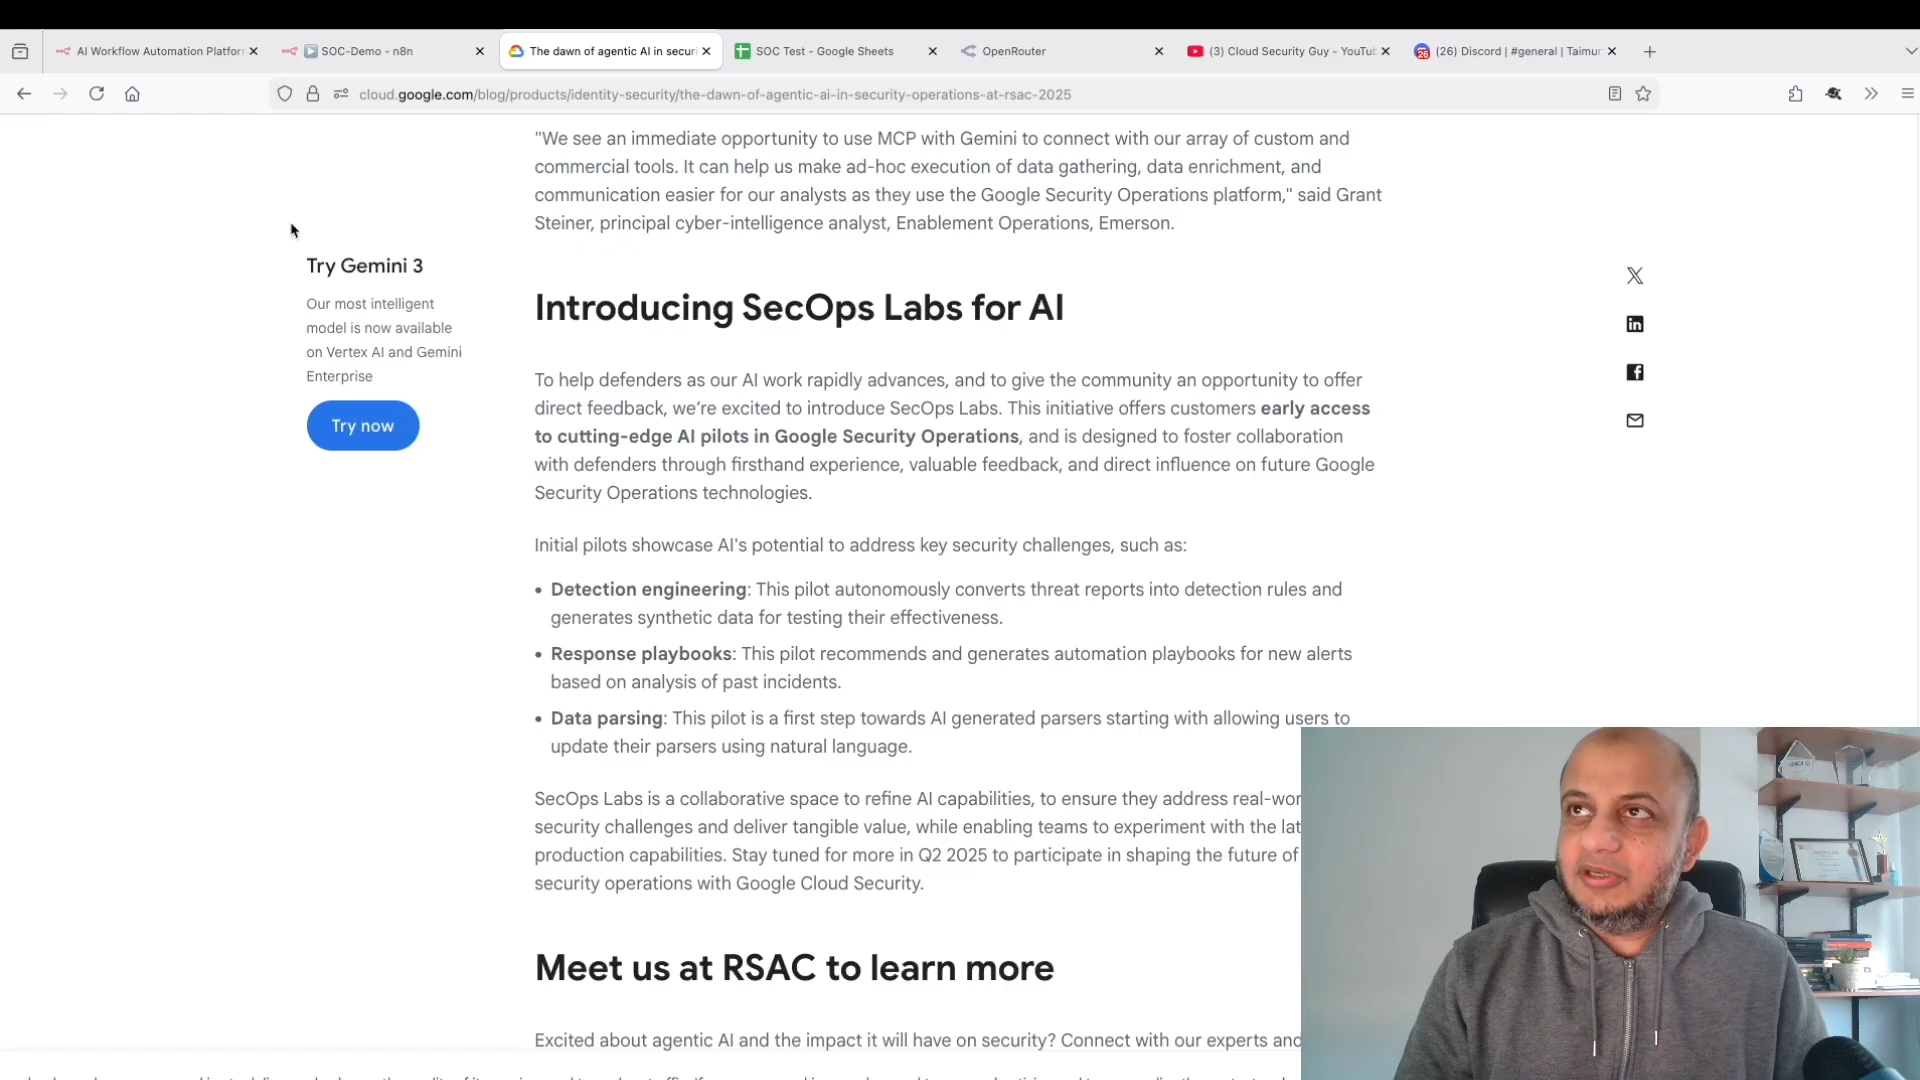 AI Workflow Automation Platfor
SOC-Demo - n8n
The dawn of agentic AI in securi
SOC Test - Google Sheets
OpenRouter
(3) Cloud Security Guy - YouTub
(26) Discord | #general | Taimur
cloud.google.com/blog/products/identity-security/the-dawn-of-agentic-ai-in-security-operations-at-rsac-2025
"We see an immediate opportunity to use MCP with Gemini to connect with our array of custom and
commercial tools. It can help us make ad-hoc execution of data gathering, data enrichment, and
communication easier for our analysts as they use the Google Security Operations platform," said Grant
Steiner, principal cyber-intelligence analyst, Enablement Operations, Emerson.
Try Gemini 3
Our most intelligent
model is now available
on Vertex AI and Gemini
Enterprise
Try now
Introducing SecOps Labs for AI
To help defenders as our AI work rapidly advances, and to give the community an opportunity to offer
direct feedback, we’re excited to introduce SecOps Labs. This initiative offers customers early access
to cutting-edge AI pilots in Google Security Operations, and is designed to foster collaboration
with defenders through firsthand experience, valuable feedback, and direct influence on future Google
Security Operations technologies.
Initial pilots showcase AI's potential to address key security challenges, such as:
• Detection engineering: This pilot autonomously converts threat reports into detection rules and
generates synthetic data for testing their effectiveness.
• Response playbooks: This pilot recommends and generates automation playbooks for new alerts
based on analysis of past incidents.
• Data parsing: This pilot is a first step towards AI generated parsers starting with allowing users to
update their parsers using natural language.
SecOps Labs is a collaborative space to refine AI capabilities, to ensure they address real-wor
security challenges and deliver tangible value, while enabling teams to experiment with the lat
production capabilities. Stay tuned for more in Q2 2025 to participate in shaping the future of
security operations with Google Cloud Security.
Meet us at RSAC to learn more
Excited about agentic AI and the impact it will have on security? Connect with our experts and